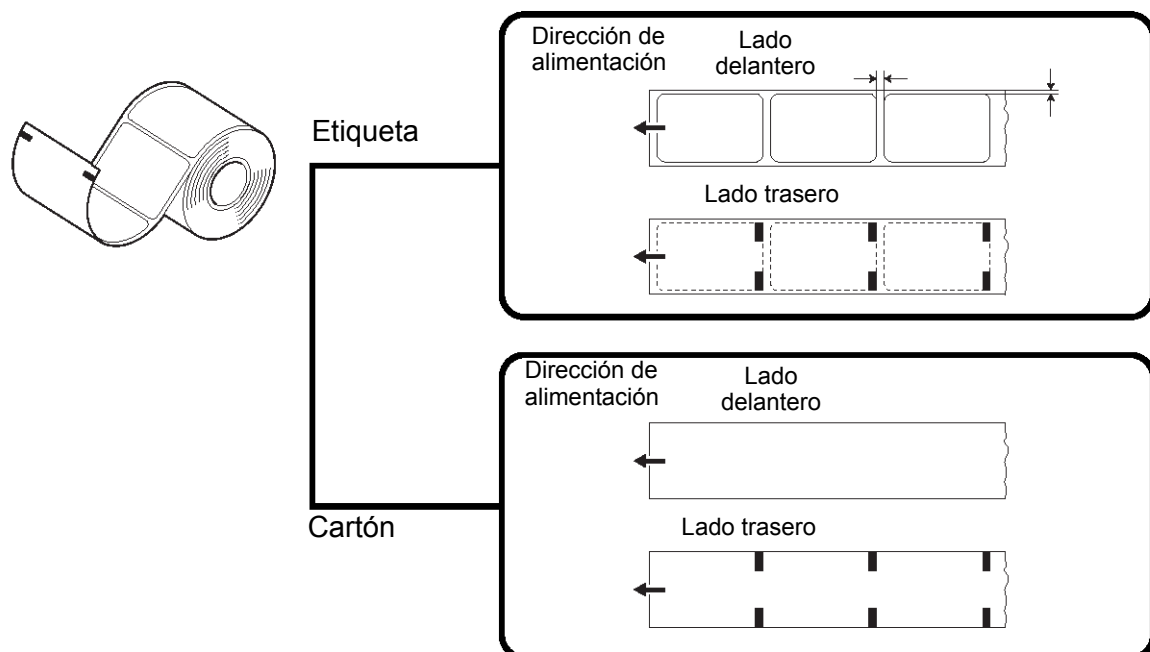 Dirección de
alimentación
Lado
delantero
Etiqueta
Lado trasero
Dirección de
alimentación
Lado
delantero
Cartón
Lado trasero